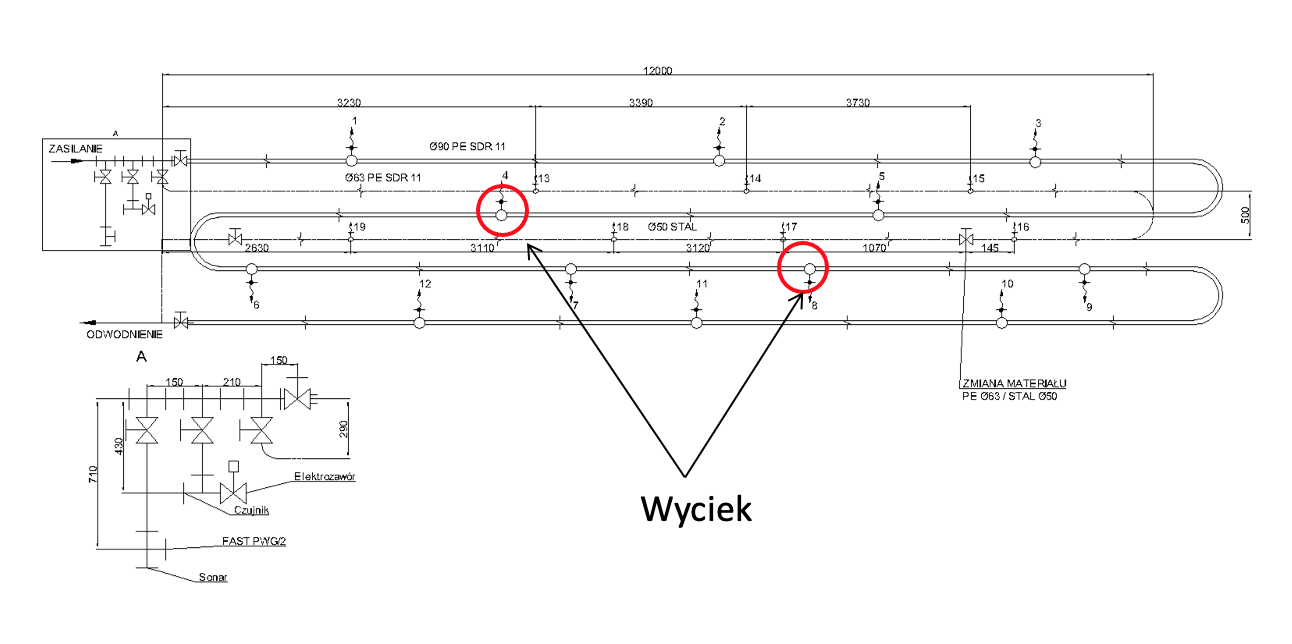 12000
3230
3390
3730
A
1
2
3
ZASILANIE
Ø90 PE SDR 11
Ø63 PE SDR 11
4
13
14
5
15
500
19
Ø50 STAL
18
17
16
2630
3110
3120
1070
145
6
12
7
11
8
10
9
ODWODNIENIE
A
150
150
210
ZMIANA MATERIAŁU
PE Ø63 / STAL Ø50
290
430
710
Elektrozawór
Czujnik
Wyciek
FAST PWG/2
Sonar